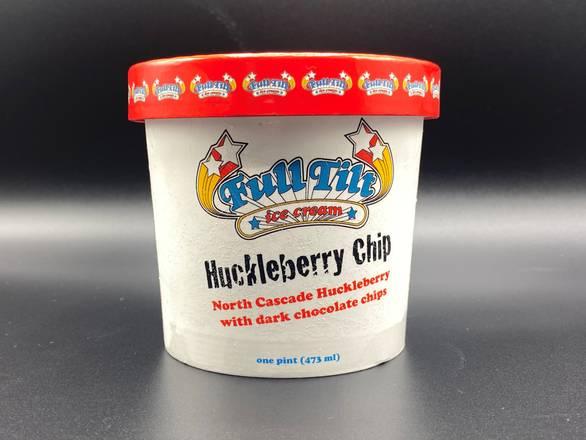 Full Tilt
ice cream
Huckleberry Chip
North Cascade Huckleberry
with dark chocolate chips
one pint (473 ml)